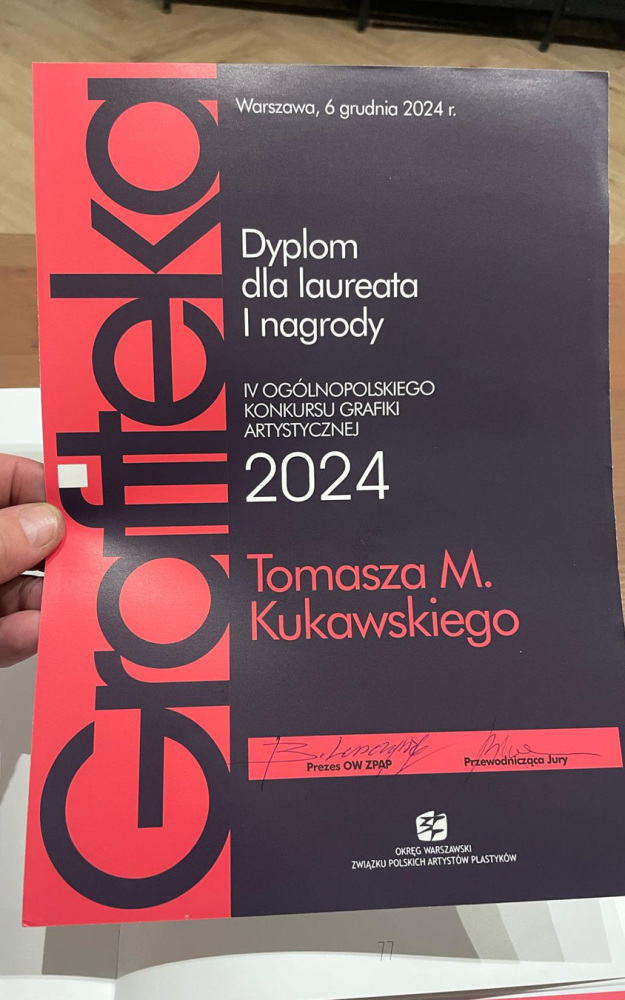 Grafiteka
Warszawa, 6 grudnia 2024 r.
Dyplom
dla laureata
I nagrody
IV OGÓLNOPOLSKIEGO
KONKURSU GRAFIKI
ARTYSTYCZNEJ
2024
Tomasza M.
Kukawskiego
Prezes OW ZPAP
Przewodnicząca Jury
OKRĘG WARSZAWSKI
ZWIĄZKU POLSKICH ARTYSTÓW PLASTYKÓW
77